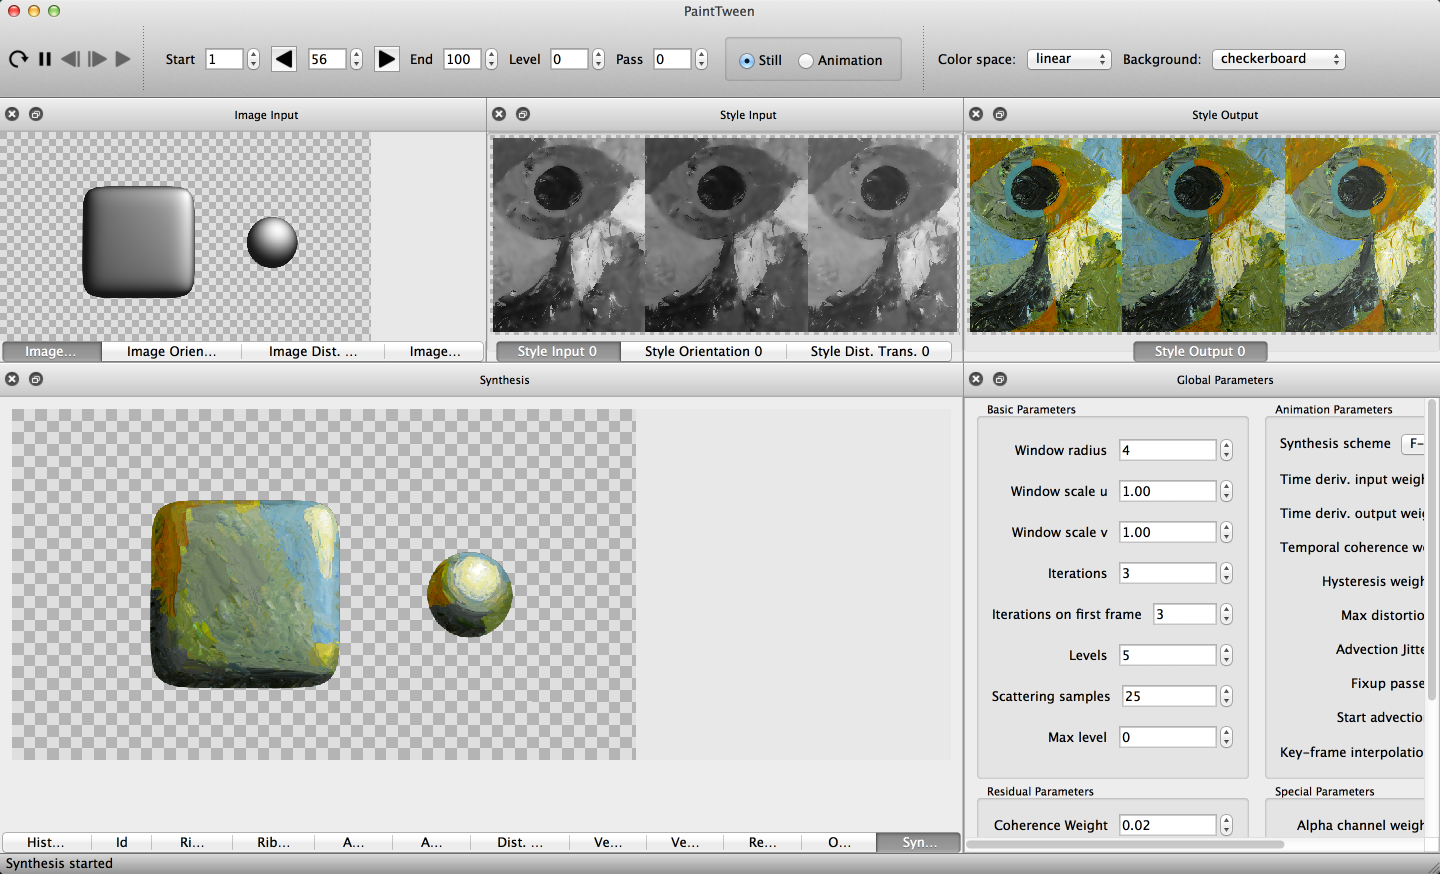 PaintTween
Start 1 56 End 100 Level 0 Pass 0 Still Animation Color space: linear Background: checkerboard
Image Input
Style Input
Style Output
Image... Image Orien... Image Dist. ... Image...
Style Input 0 Style Orientation 0 Style Dist. Trans. 0
Style Output 0
Synthesis
Global Parameters
Basic Parameters
Window radius 4
Window scale u 1.00
Window scale v 1.00
Iterations 3
Iterations on first frame 3
Levels 5
Scattering samples 25
Max level 0
Animation Parameters
Synthesis scheme F-
Time deriv. input weigh
Time deriv. output weig
Temporal coherence w
Hysteresis weigh
Max distortio
Advection Jitte
Fixup passe
Start advectio
Key-frame interpolatio
Residual Parameters
Coherence Weight 0.02
Special Parameters
Alpha channel weigh
Hist... Id Ri... Rib... A... A... Dist. ... Ve... Ve... Re... O... Syn...
Synthesis started